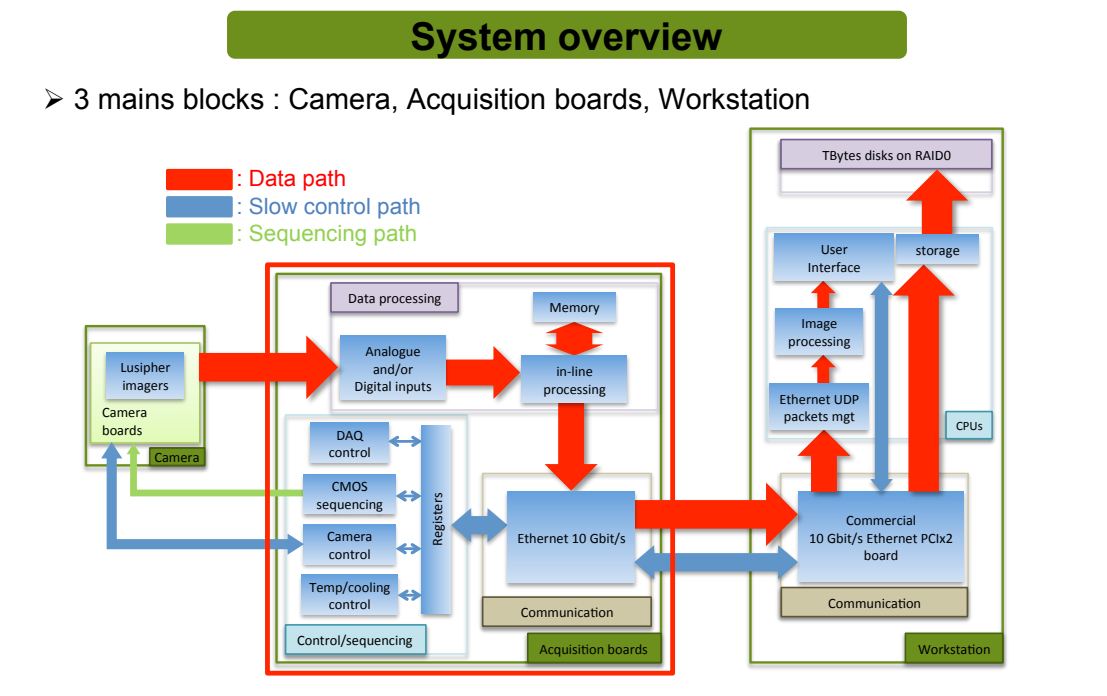 System overview
➢ 3 mains blocks : Camera, Acquisition boards, Workstation
: Data path
: Slow control path
: Sequencing path
Lusipher
imagers
Camera
boards
Camera
Data processing
Memory
Analogue
and/or
Digital inputs
in-line
processing
DAQ
control
CMOS
sequencing
Camera
control
Temp/cooling
control
Registers
Control/sequencing
Ethernet 10 Gbit/s
Communication
Acquisition boards
TBytes disks on RAID0
User
Interface
storage
Image
processing
Ethernet UDP
packets mgt
CPUs
Commercial
10 Gbit/s Ethernet PCIx2
board
Communication
Workstation